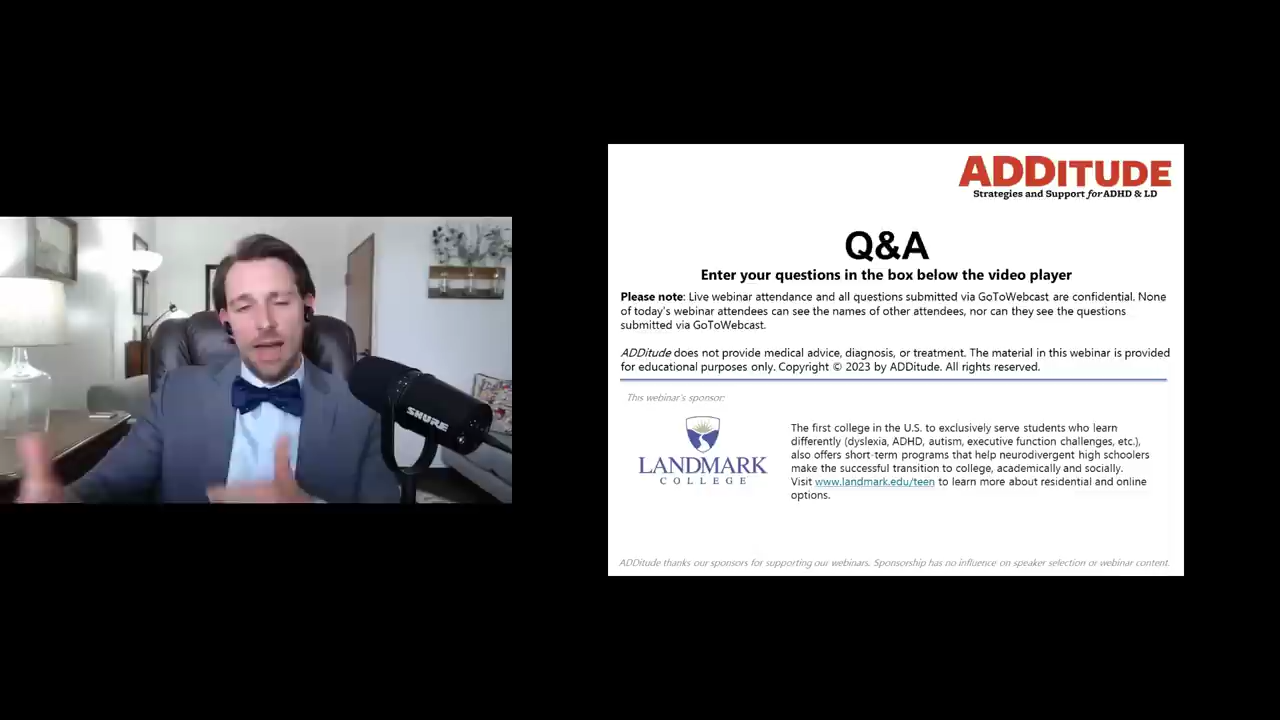 SHURE
ADDITUDE
Strategies and Support for ADHD & LD
Q&A
Enter your questions in the box below the video player
Please note: Live webinar attendance and all questions submitted via GoToWebcast are confidential. None
of today's webinar attendees can see the names of other attendees, nor can they see the questions
submitted via GoToWebcast.
ADDitude does not provide medical advice, diagnosis, or treatment. The material in this webinar is provided
for educational purposes only. Copyright © 2023 by ADDitude. All rights reserved.
This webinar's sponsor:
LANDMARK
COLLEGE
The first college in the U.S. to exclusively serve students who learn
differently (dyslexia, ADHD, autism, executive function challenges, etc.),
also offers short-term programs that help neurodivergent high schoolers
make the successful transition to college, academically and socially.
Visit www.landmark.edu/teen to learn more about residential and online
options.
ADDitude thanks our sponsors for supporting our webinars. Sponsorship has no influence on speaker selection or webinar content.